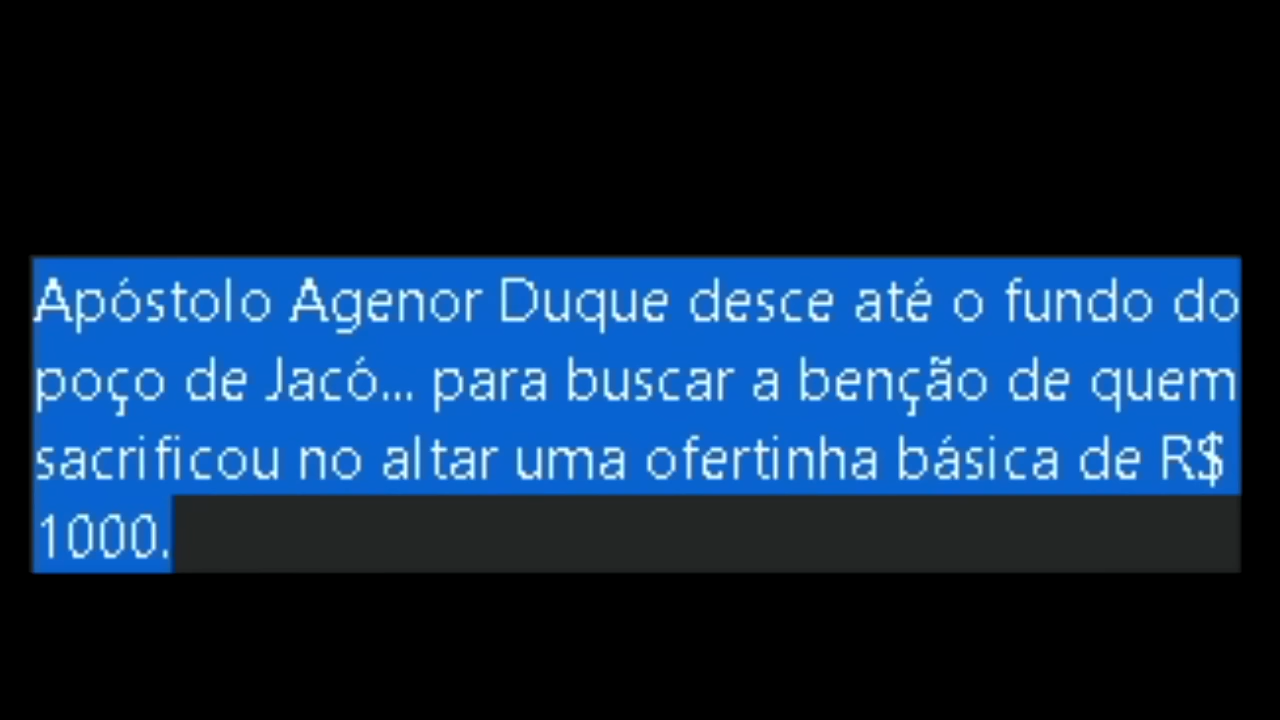 Apóstolo Agenor Duque desce até o fundo do
poço de Jacó... para buscar a benção de quem
sacrificou no altar uma ofertinha básica de R$
1000.